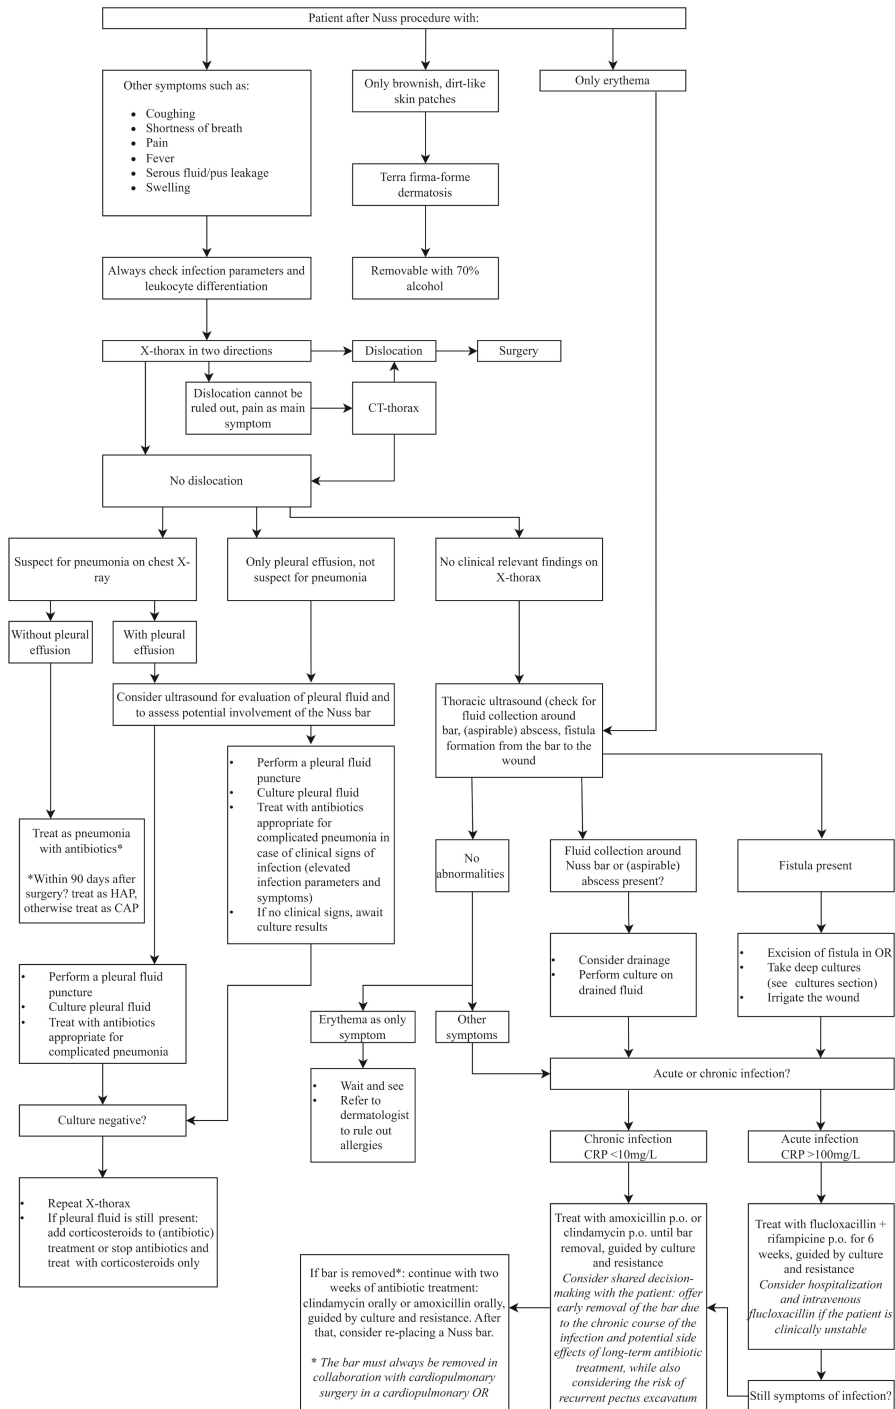 Patient after Nuss procedure with:
Other symptoms such as:
• Coughing
• Shortness of breath
• Pain
• Fever
• Serous fluid/pus leakage
• Swelling
Only brownish, dirt-like
skin patches
Only erythema
Terra firma-forme
dermatosis
Always check infection parameters and
leukocyte differentiation
Removable with 70%
alcohol
X-thorax in two directions
Dislocation
Surgery
Dislocation cannot be
ruled out, pain as main
symptom
CT-thorax
No dislocation
Suspect for pneumonia on chest X-
ray
Only pleural effusion, not
suspect for pneumonia
No clinical relevant findings on
X-thorax
Without pleural
effusion
With pleural
effusion
Consider ultrasound for evaluation of pleural fluid and
to assess potential involvement of the Nuss bar
Thoracic ultrasound (check for
fluid collection around
bar, (aspirable) abscess, fistula
formation from the bar to the
wound
• Perform a pleural fluid
puncture
• Culture pleural fluid
• Treat with antibiotics
appropriate for
complicated pneumonia in
case of clinical signs of
infection (elevated
infection parameters and
symptoms)
• If no clinical signs, await
culture results
Treat as pneumonia
with antibiotics*
*Within 90 days after
surgery? treat as HAP,
otherwise treat as CAP
No
abnormalities
Fluid collection around
Nuss bar or (aspirable)
abscess present?
Fistula present
• Perform a pleural fluid
puncture
• Culture pleural fluid
• Treat with antibiotics
appropriate for
complicated pneumonia
• Consider drainage
• Perform culture on
drained fluid
• Excision of fistula in OR
• Take deep cultures
(see cultures section)
• Irrigate the wound
Erythema as only
symptom
Other
symptoms
• Wait and see
• Refer to
dermatologist
to rule out
allergies
Acute or chronic infection?
Culture negative?
Chronic infection
CRP <10mg/L
Acute infection
CRP >100mg/L
• Repeat X-thorax
• If pleural fluid is still present:
add corticosteroids to (antibiotic)
treatment or stop antibiotics and
treat with corticosteroids only
If bar is removed*: continue with two
weeks of antibiotic treatment:
clindamycin orally or amoxicillin orally,
guided by culture and resistance. After
that, consider re-placing a Nuss bar.
* The bar must always be removed in
collaboration with cardiopulmonary
surgery in a cardiopulmonary OR
Treat with amoxicillin p.o. or
clindamycin p.o. until bar
removal, guided by culture
and resistance
Consider shared decision-
making with the patient: offer
early removal of the bar due
to the chronic course of the
infection and potential side
effects of long-term antibiotic
treatment, while also
considering the risk of
recurrent pectus excavatum
Treat with flucloxacillin +
rifampicine p.o. for 6
weeks, guided by culture
and resistance
Consider hospitalization
and intravenous
flucloxacillin if the patient is
clinically unstable
Still symptoms of infection?